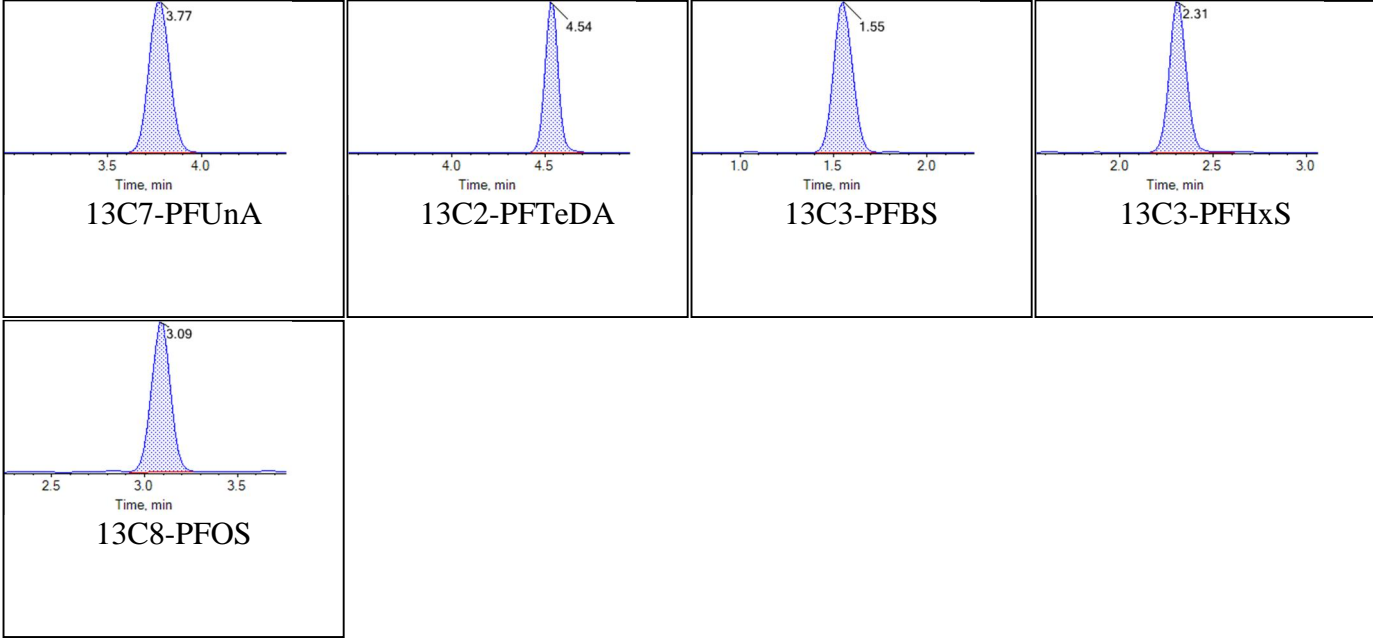 3.77
3.5 4.0
Time, min
13C7-PFUnA
4.54
4.0 4.5
Time, min
13C2-PFTeDA
1.55
1.0 1.5 2.0
Time, min
13C3-PFBS
2.31
2.0 2.5 3.0
Time, min
13C3-PFHxS
3.09
2.5 3.0 3.5
Time, min
13C8-PFOS